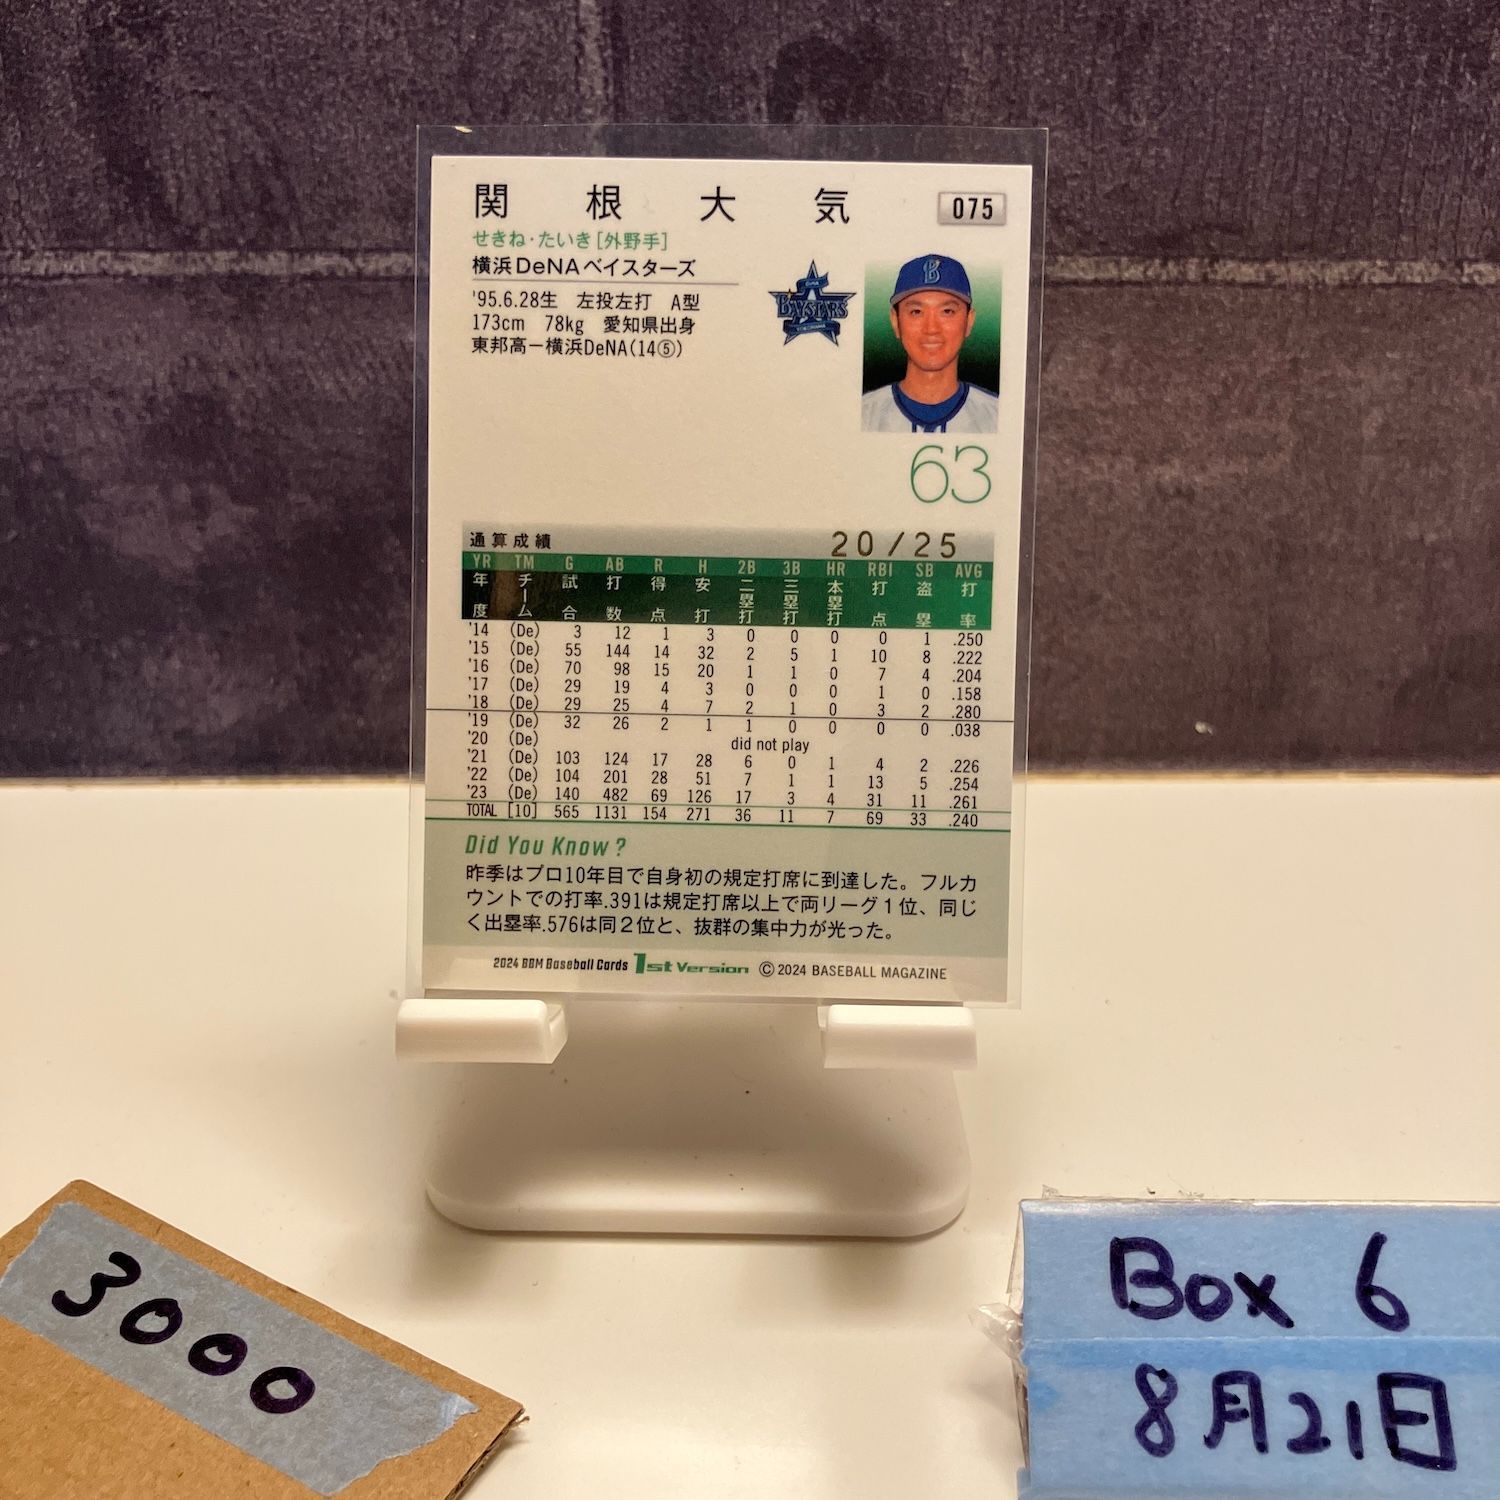 関根大気 075
せきね・たいき[外野手]
横浜DeNAベイスターズ
'95.6.28生 左投左打 A型
173cm 78kg 愛知県出身
東邦高ー横浜DeNA(14⑤)
DeNA
BAYSTARS
YOKOHAMA
B
63
通算成績 20/25
YR TM G AB R H 2B 3B HR RBI SB AVG
年度 チーム 試合 打数 得点 安打 二塁打 三塁打 本塁打 打点 盗塁 打率
'14 (De) 3 12 1 3 0 0 0 0 1 .250
'15 (De) 55 144 14 32 2 5 1 10 8 .222
'16 (De) 70 98 15 20 1 1 0 7 4 .204
'17 (De) 29 19 4 3 0 0 0 1 0 .158
'18 (De) 29 25 4 7 2 1 0 3 2 .280
'19 (De) 32 26 2 1 1 0 0 0 0 .038
'20 (De) did not play
'21 (De) 103 124 17 28 6 0 1 4 2 .226
'22 (De) 104 201 28 51 7 1 1 13 5 .254
'23 (De) 140 482 69 126 17 3 4 31 11 .261
TOTAL [10] 565 1131 154 271 36 11 7 69 33 .240
Did You Know?
昨季はプロ10年目で自身初の規定打席に到達した。フルカ
ウントでの打率.391は規定打席以上で両リーグ1位、同じ
く出塁率.576は同2位と、抜群の集中力が光った。
2024 BBM Baseball Cards 1st Version ©2024 BASEBALL MAGAZINE
3000
Box 6
8月21日